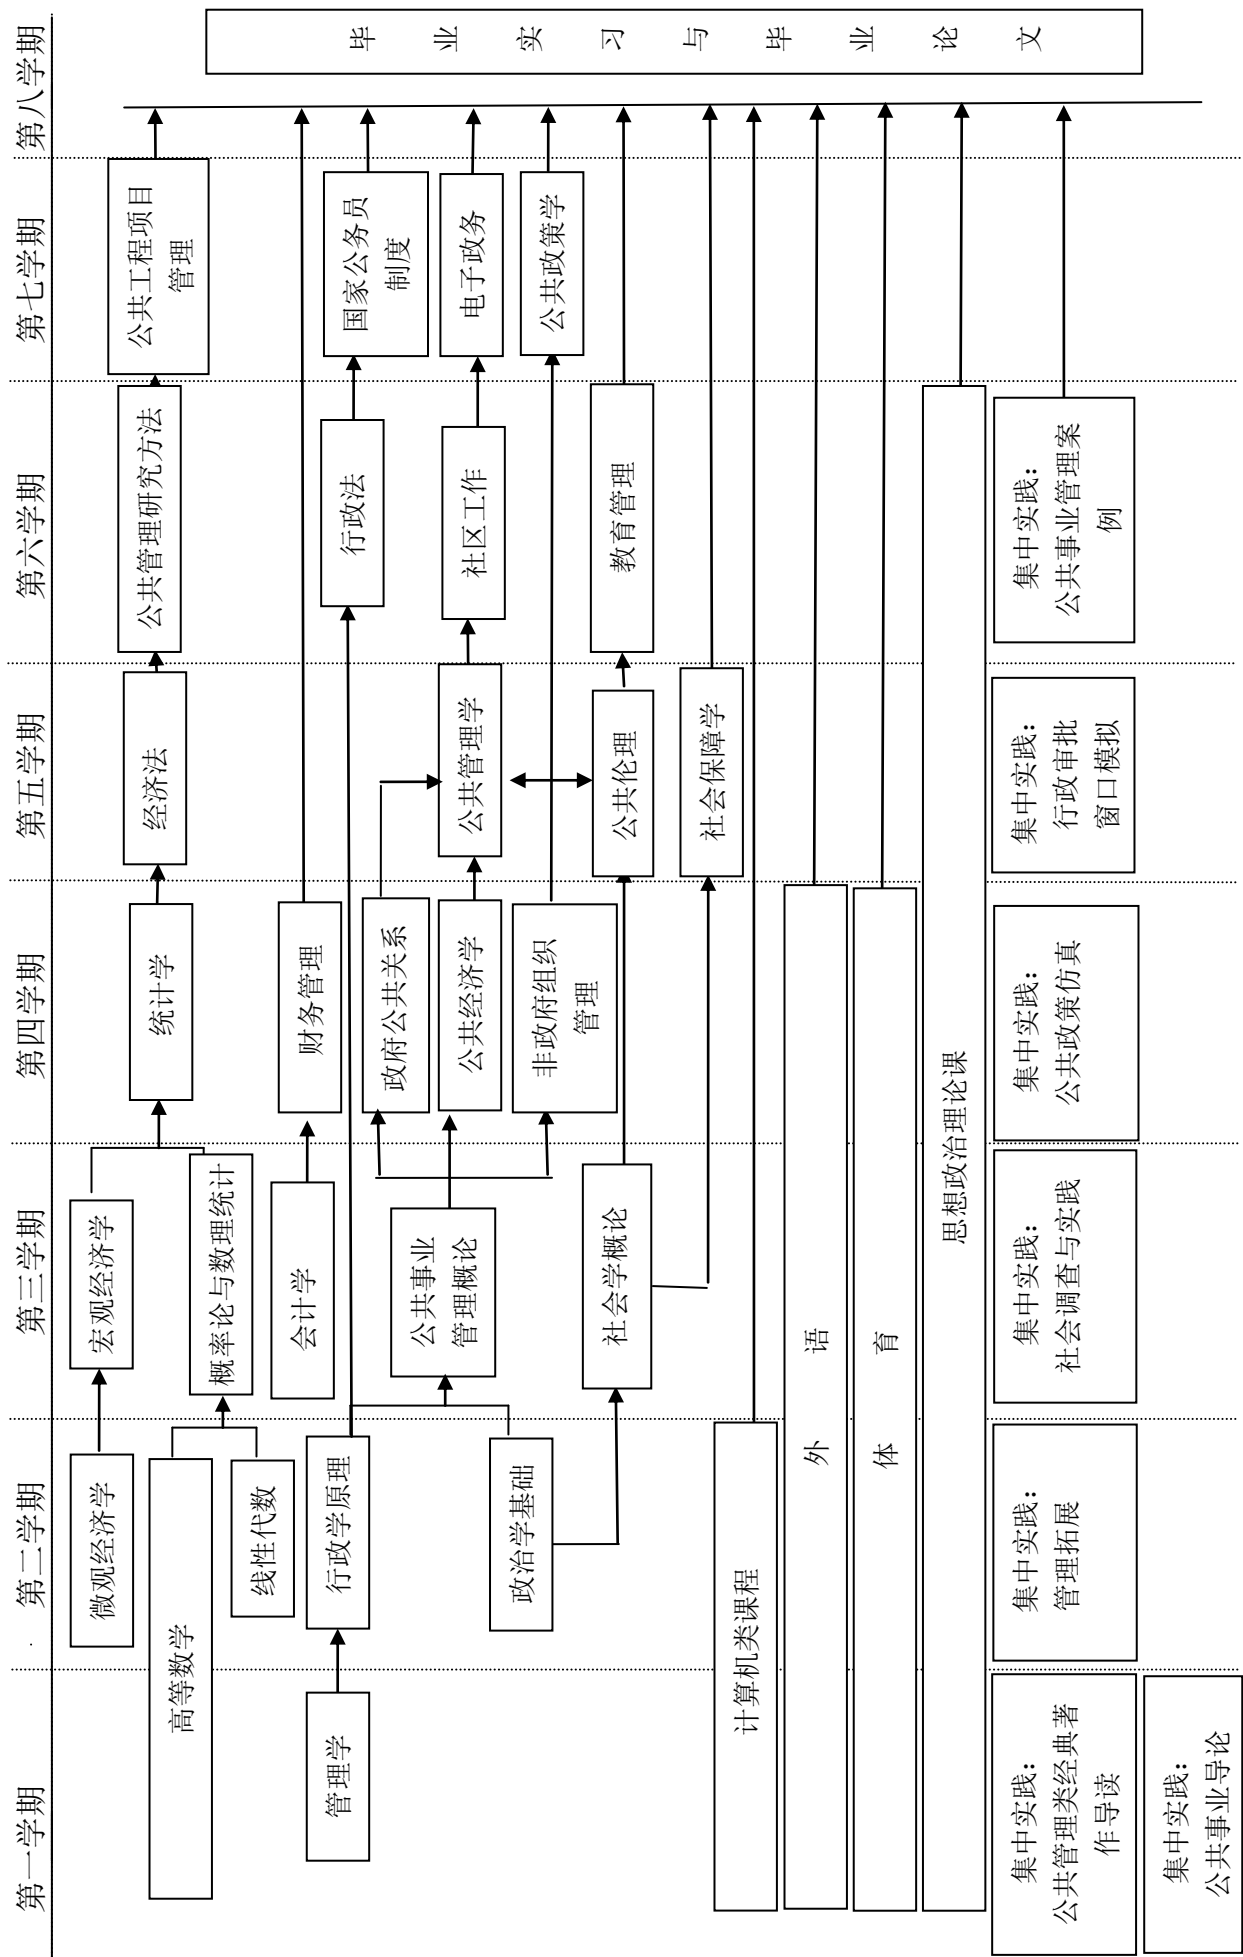 第一学期
第二学期
第三学期
第四学期
第五学期
第六学期
第七学期
第八学期
微观经济学
宏观经济学
统计学
经济法
公共管理研究方法
公共工程项目
管理
高等数学
线性代数
概率论与数理统计
会计学
财务管理
管理学
行政学原理
行政法
国家公务员
制度
政治学基础
公共事业
管理概论
政府公共关系
公共经济学
非政府组织
管理
公共管理学
社区工作
电子政务
公共政策学
社会学概论
公共伦理
教育管理
社会保障学
计算机类课程
外语
体育
思想政治理论课
集中实践:
公共管理类经典著
作导读
集中实践:
公共事业导论
集中实践:
管理拓展
集中实践:
社会调查与实践
集中实践:
公共政策仿真
集中实践:
行政审批
窗口模拟
集中实践:
公共事业管理案
例
毕业实习与毕业论文